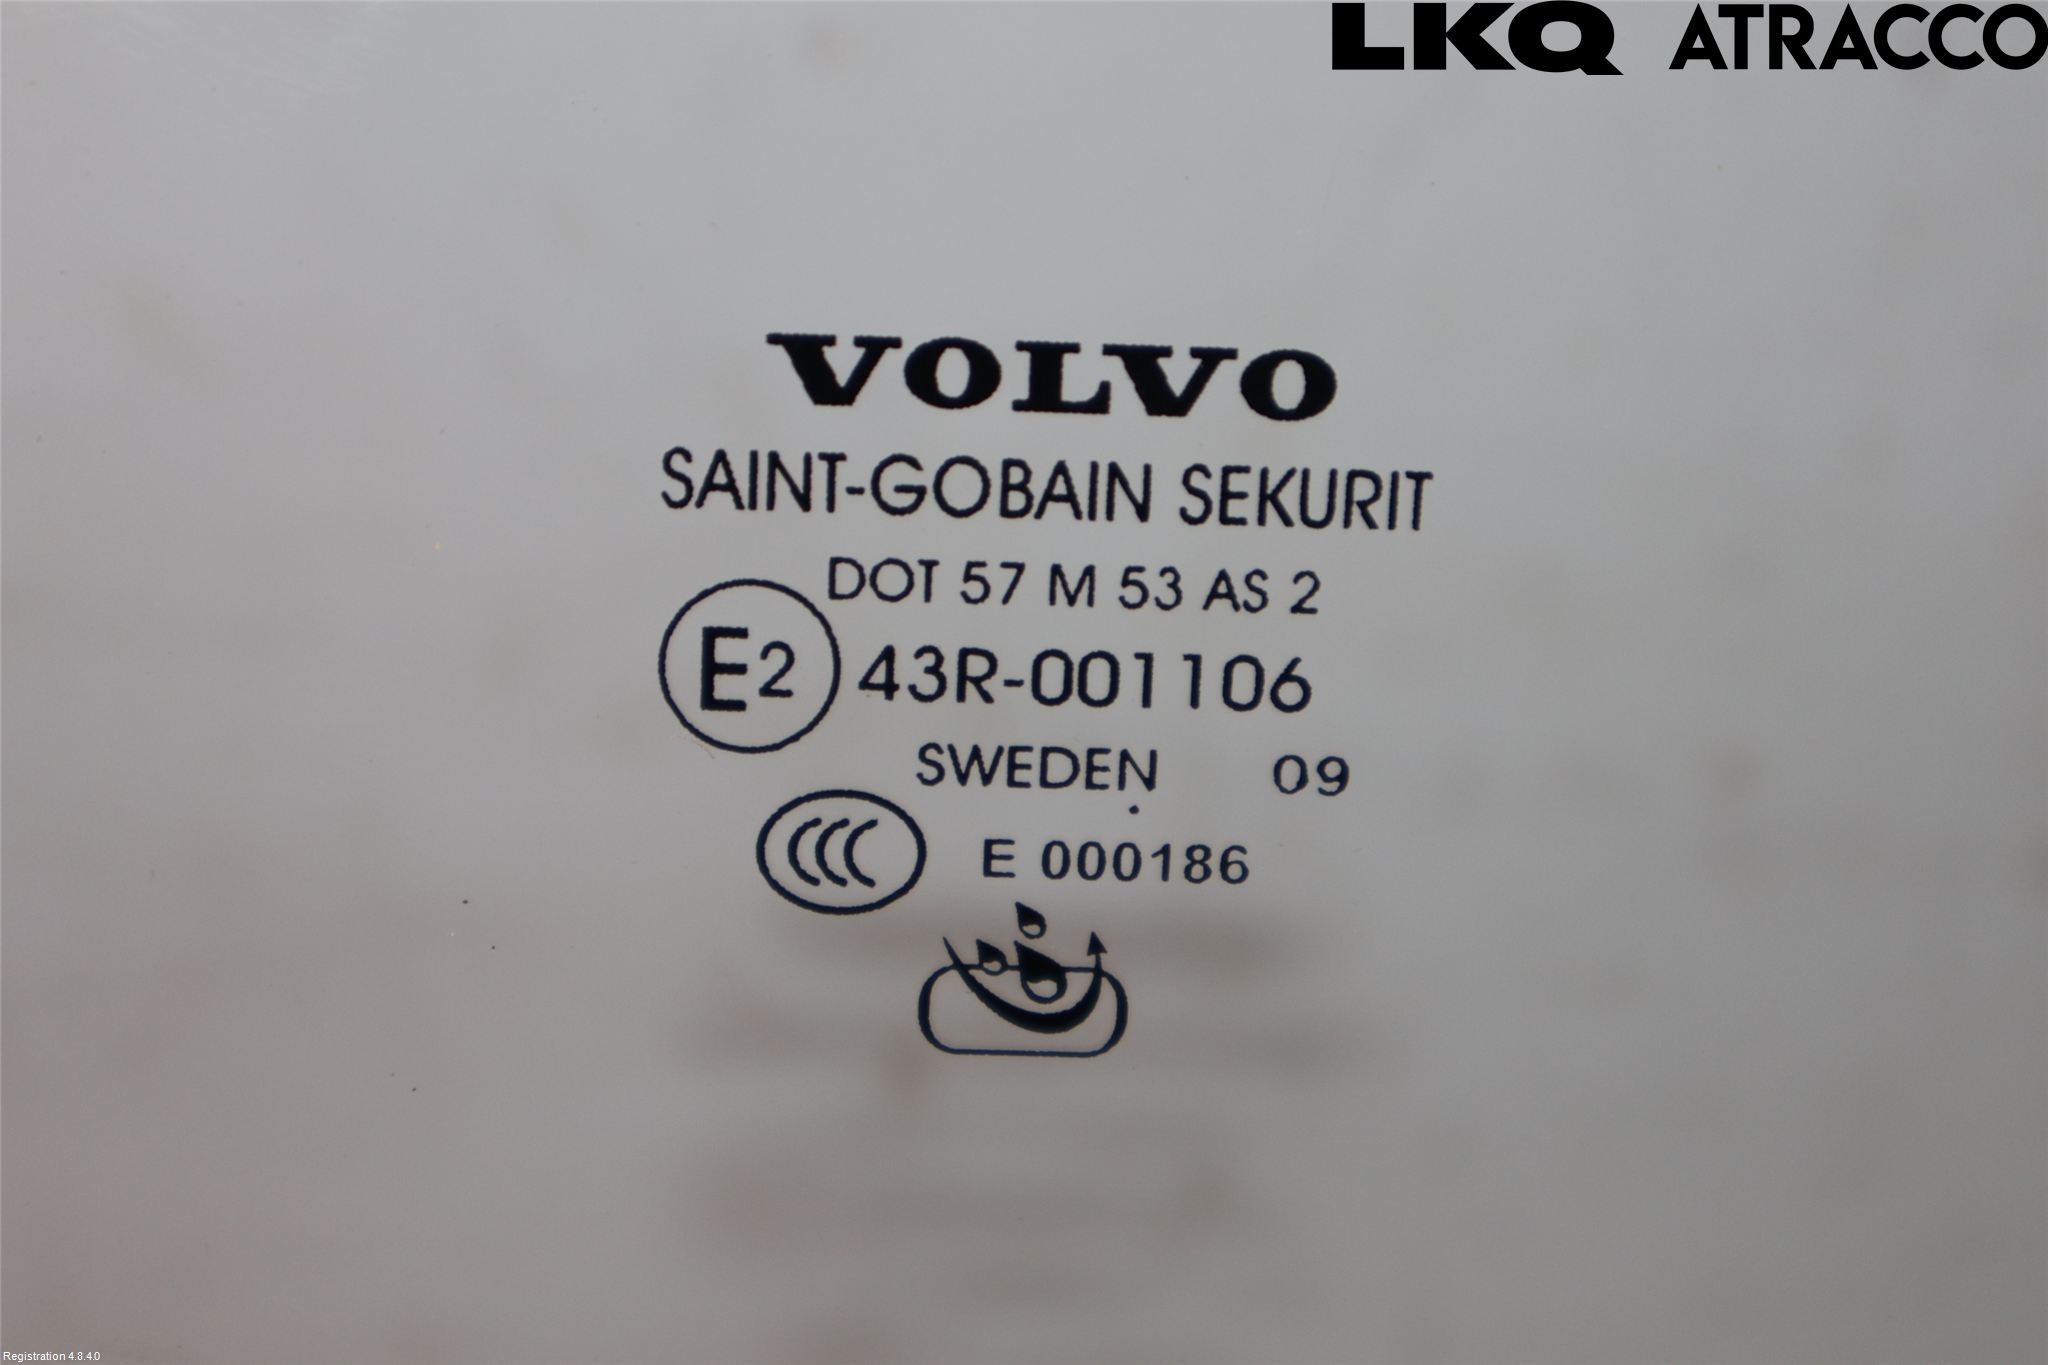 LKQ ATRACCO
VOLVO
SAINT-GOBAIN SEKURIT
DOT 57 M 53 AS 2
E2 43R-001106
SWEDEN 09
CCC E 000186
Registration 4.8.4.0